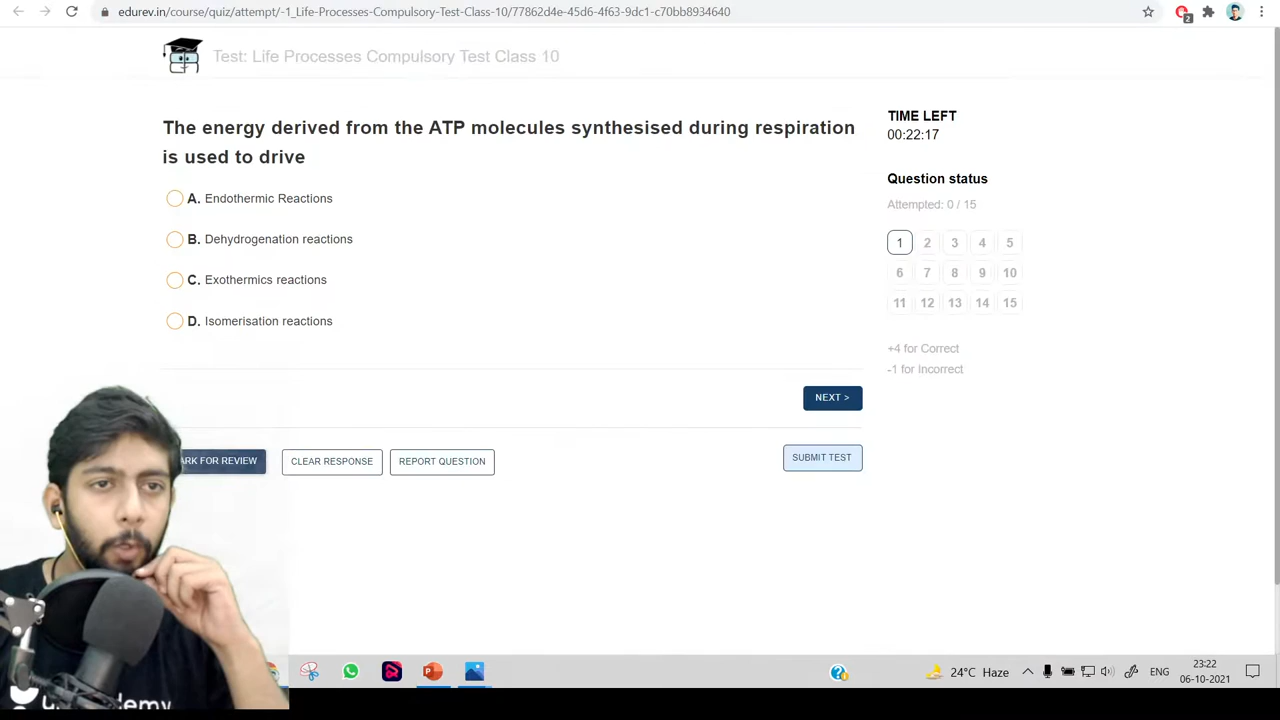 edurev.in/course/quiz/attempt/-1_Life-Processes-Compulsory-Test-Class-10/77862d4e-45d6-4f63-9dc1-c70bb8934640
2
Test: Life Processes Compulsory Test Class 10
The energy derived from the ATP molecules synthesised during respiration
is used to drive
A. Endothermic Reactions
B. Dehydrogenation reactions
C. Exothermics reactions
D. Isomerisation reactions
TIME LEFT
00:22:17
Question status
Attempted: 0 / 15
1 2 3 4 5
6 7 8 9 10
11 12 13 14 15
+4 for Correct
-1 for Incorrect
NEXT >
ARK FOR REVIEW
CLEAR RESPONSE
REPORT QUESTION
SUBMIT TEST
24°C Haze
ENG
23:22
06-10-2021